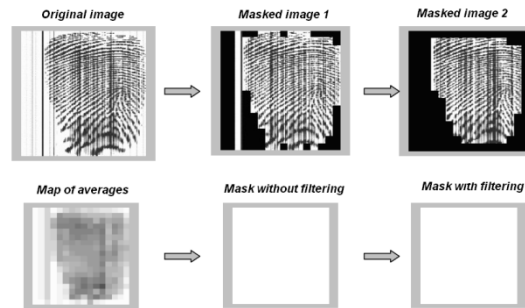 Original image
Masked image 1
Masked image 2
Map of averages
Mask without filtering
Mask with filtering